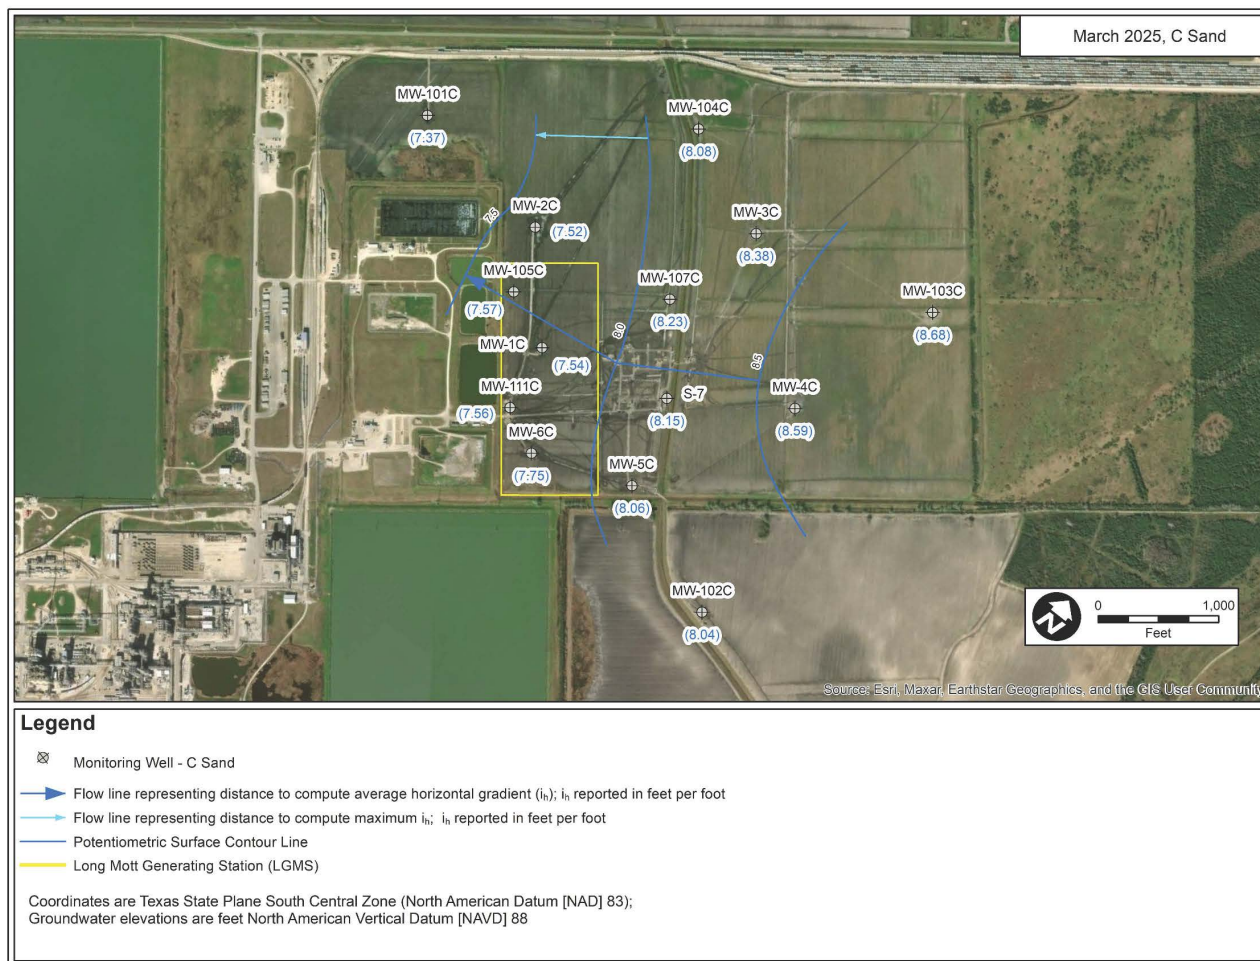 March 2025, C Sand
MW-101C
(7.37)
MW-104C
(8.08)
7.5
MW-2C
(7.52)
MW-3C
(8.38)
MW-105C
(7.57)
MW-107C
(8.23)
MW-103C
(8.68)
8.0
MW-1C
(7.54)
8.5
MW-111C
(7.56)
S-7
(8.15)
MW-4C
(8.59)
MW-6C
(7.75)
MW-5C
(8.06)
MW-102C
(8.04)
N
0 1,000
Feet
Source: Esri, Maxar, Earthstar Geographics, and the GIS User Community
Legend
Monitoring Well - C Sand
Flow line representing distance to compute average horizontal gradient (iₕ); iₕ reported in feet per foot
Flow line representing distance to compute maximum iₕ; iₕ reported in feet per foot
Potentiometric Surface Contour Line
Long Mott Generating Station (LGMS)
Coordinates are Texas State Plane South Central Zone (North American Datum [NAD] 83);
Groundwater elevations are feet North American Vertical Datum [NAVD] 88